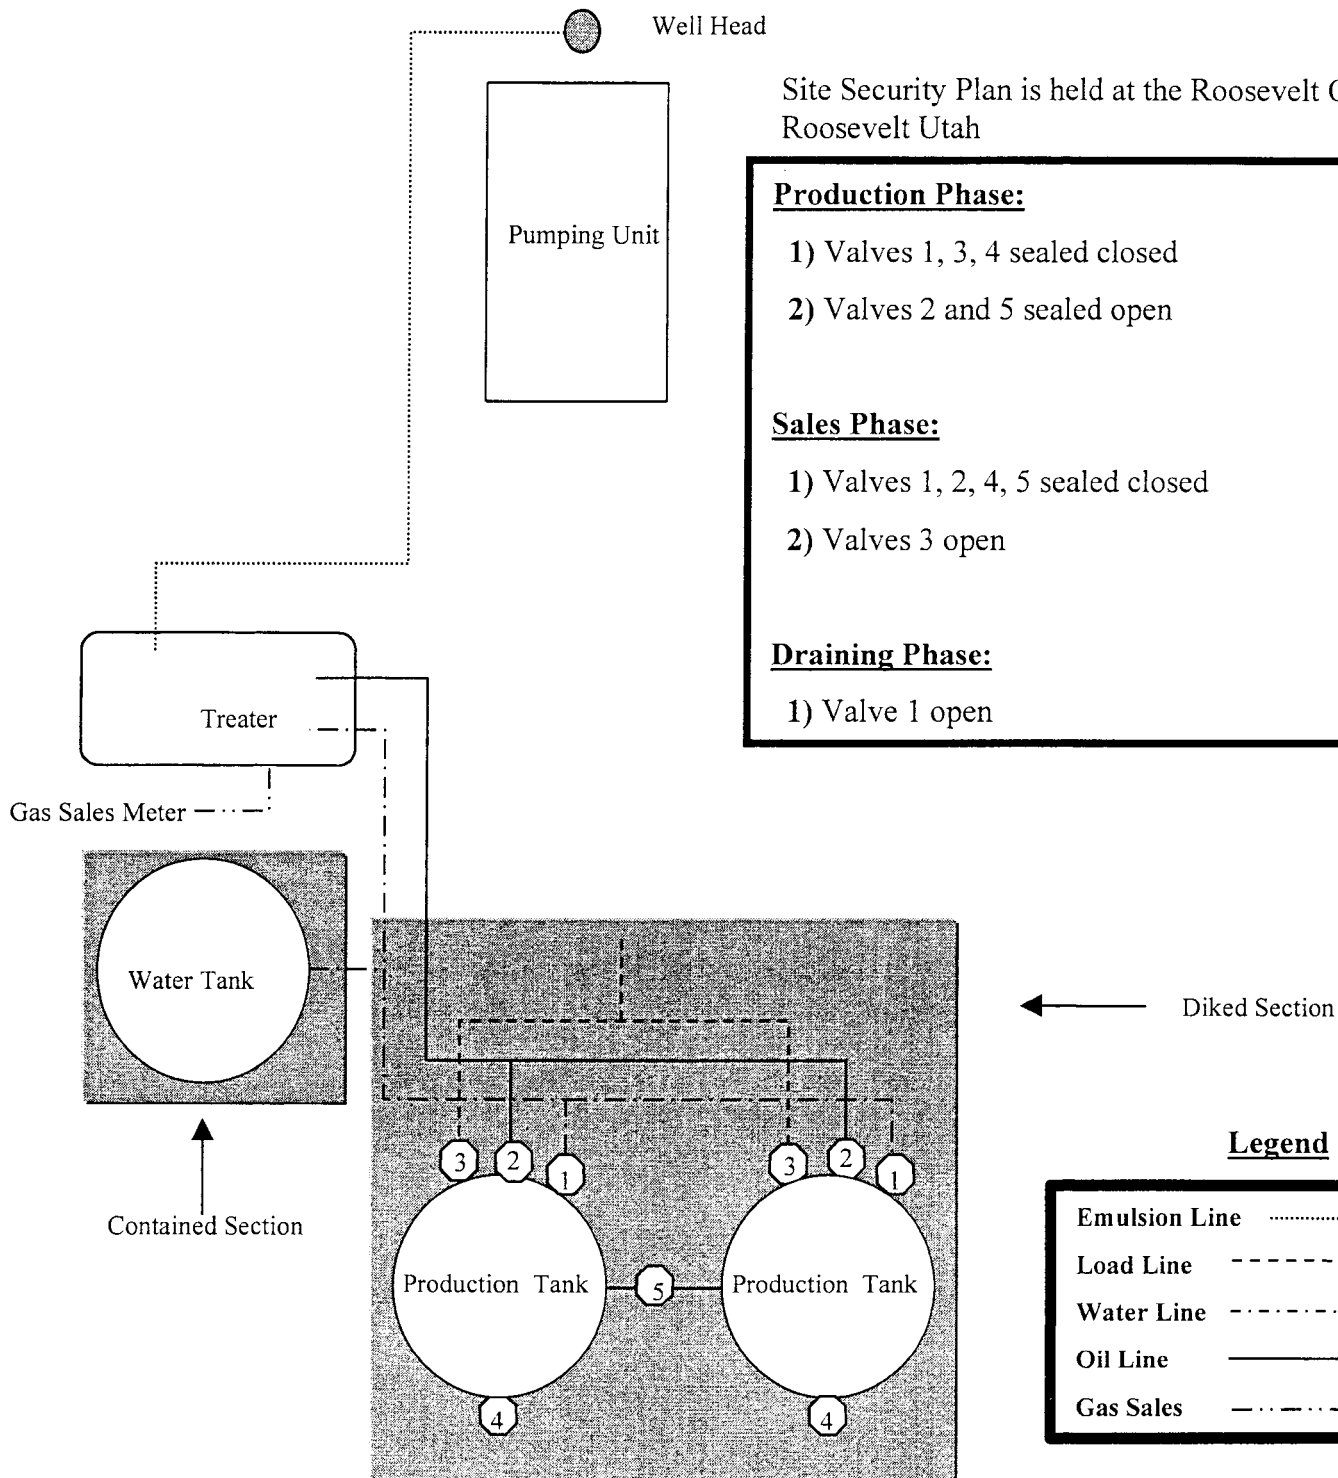 Well Head
Site Security Plan is held at the Roosevelt
Roosevelt Utah
Pumping Unit
Production Phase:
1) Valves 1, 3, 4 sealed closed
2) Valves 2 and 5 sealed open
Sales Phase:
1) Valves 1, 2, 4, 5 sealed closed
2) Valves 3 open
Draining Phase:
1) Valve 1 open
Treater
Gas Sales Meter
Water Tank
Diked Section
Contained Section
3 2 1 3 2 1
Production Tank 5 Production Tank
4 4
Legend
Emulsion Line
Load Line
Water Line
Oil Line
Gas Sales